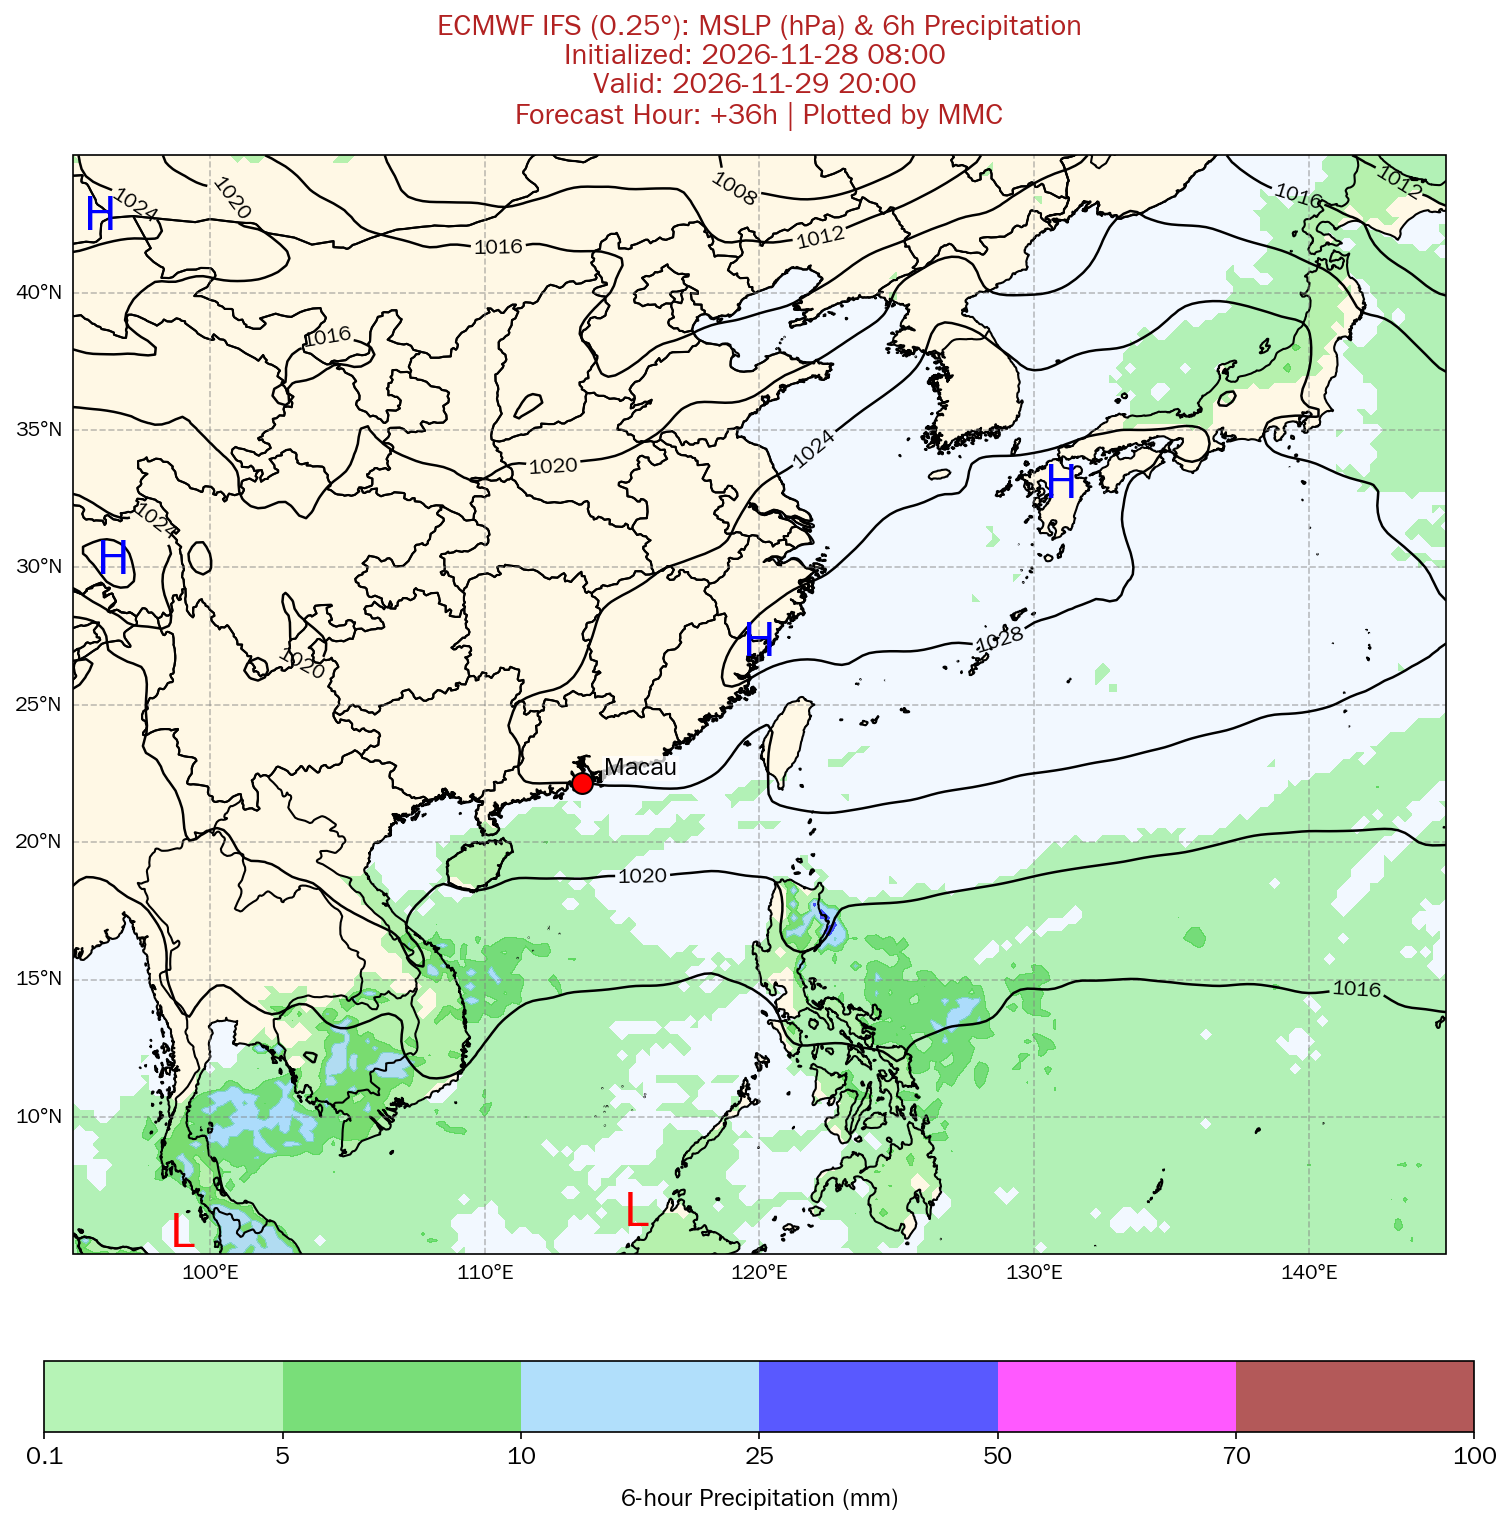 ECMWF IFS (0.25°): MSLP (hPa) & 6h Precipitation
Initialized: 2026-11-28 08:00
Valid: 2026-11-29 20:00
Forecast Hour: +36h | Plotted by MMC
1008
1024
1020
1016
1012
H
1016
1012
1016
40°N
1016
35°N
1024
1020
H
1024
H
30°N
H
1028
1020
25°N
Macau
20°N
1020
15°N
1016
10°N
L
L
100°E 110°E 120°E 130°E 140°E
0.1 5 10 25 50 70 100
6-hour Precipitation (mm)